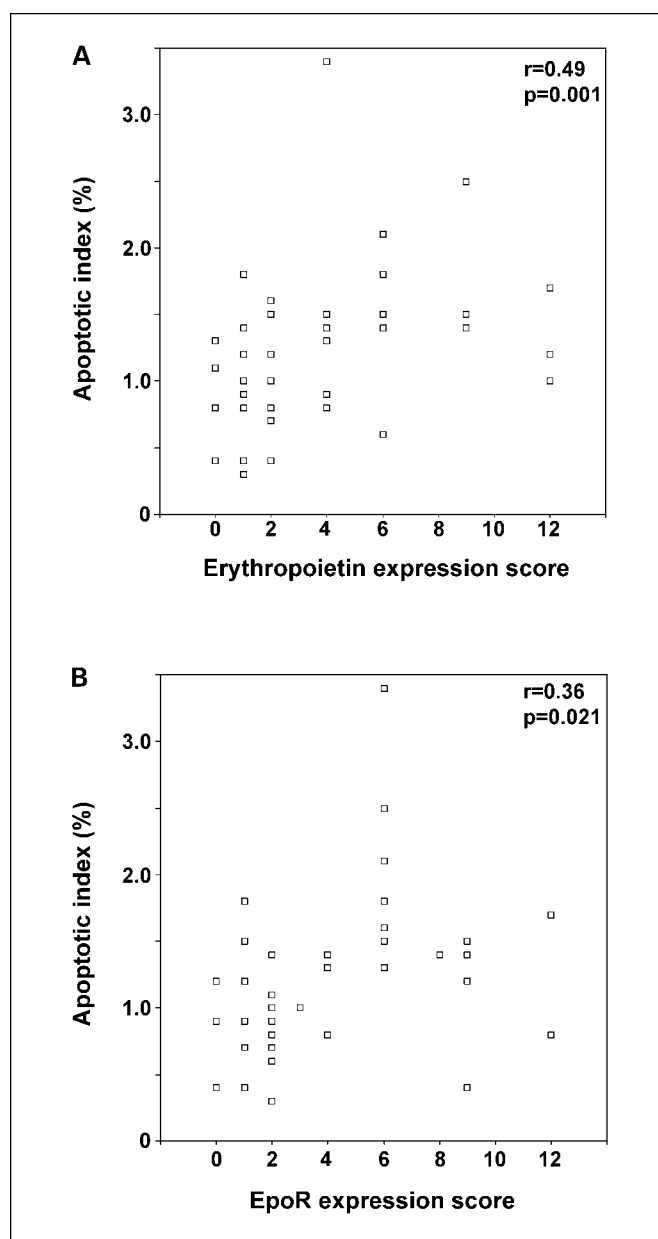 A
r=0.49
p=0.001
3.0
2.0
1.0
0
Apoptotic index (%)
0 2 4 6 8 10 12
Erythropoietin expression score
B
r=0.36
p=0.021
3.0
2.0
1.0
0
Apoptotic index (%)
0 2 4 6 8 10 12
EpoR expression score